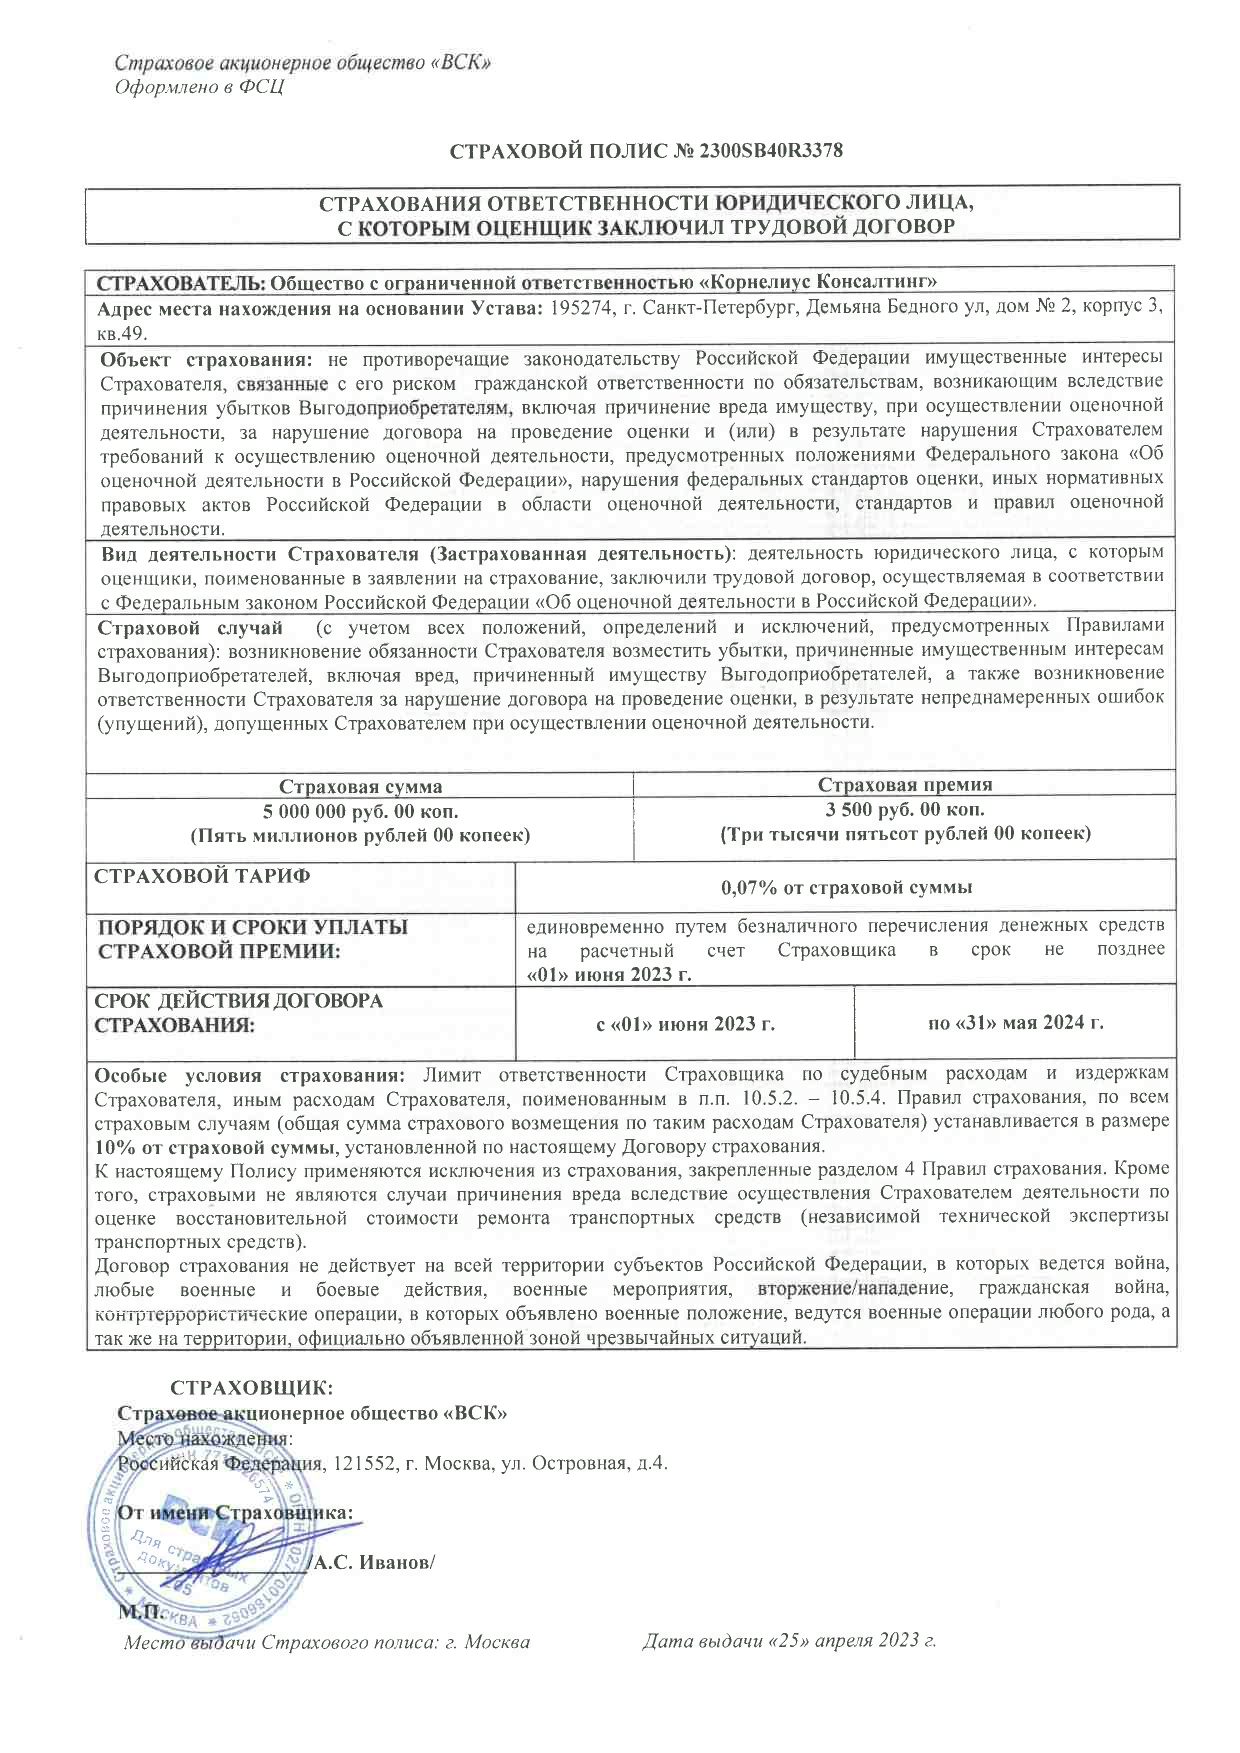 Страховое акционерное общество «ВСК»
Оформлено в ФСЦ
СТРАХОВОЙ ПОЛИС № 2300SB40R3378
СТРАХОВАНИЯ ОТВЕТСТВЕННОСТИ ЮРИДИЧЕСКОГО ЛИЦА,
С КОТОРЫМ ОЦЕНЩИК ЗАКЛЮЧИЛ ТРУДОВОЙ ДОГОВОР
СТРАХОВАТЕЛЬ: Общество с ограниченной ответственностью «Корнелиус Консалтинг»
Адрес места нахождения на основании Устава: 195274, г. Санкт-Петербург, Демьяна Бедного ул, дом № 2, корпус 3,
кв.49.
Объект страхования: не противоречащие законодательству Российской Федерации имущественные интересы
Страхователя, связанные с его риском гражданской ответственности по обязательствам, возникающим вследствие
причинения убытков Выгодоприобретателям, включая причинение вреда имуществу, при осуществлении оценочной
деятельности, за нарушение договора на проведение оценки и (или) в результате нарушения Страхователем
требований к осуществлению оценочной деятельности, предусмотренных положениями Федерального закона «Об
оценочной деятельности в Российской Федерации», нарушения федеральных стандартов оценки, иных нормативных
правовых актов Российской Федерации в области оценочной деятельности, стандартов и правил оценочной
деятельности.
Вид деятельности Страхователя (Застрахованная деятельность): деятельность юридического лица, с которым
оценщики, поименованные в заявлении на страхование, заключили трудовой договор, осуществляемая в соответствии
с Федеральным законом Российской Федерации «Об оценочной деятельности в Российской Федерации».
Страховой случай (с учетом всех положений, определений и исключений, предусмотренных Правилами
страхования): возникновение обязанности Страхователя возместить убытки, причиненные имущественным интересам
Выгодоприобретателей, включая вред, причиненный имуществу Выгодоприобретателей, а также возникновение
ответственности Страхователя за нарушение договора на проведение оценки, в результате непреднамеренных ошибок
(упущений), допущенных Страхователем при осуществлении оценочной деятельности.
Страховая сумма
Страховая премия
5 000 000 руб. 00 коп.
(Пять миллионов рублей 00 копеек)
3 500 руб. 00 коп.
(Три тысячи пятьсот рублей 00 копеек)
СТРАХОВОЙ ТАРИФ
0,07% от страховой суммы
ПОРЯДОК И СРОКИ УПЛАТЫ
СТРАХОВОЙ ПРЕМИИ:
единовременно путем безналичного перечисления денежных средств
на расчетный счет Страховщика в срок не позднее
«01» июня 2023 г.
СРОК ДЕЙСТВИЯ ДОГОВОРА
СТРАХОВАНИЯ:
с «01» июня 2023 г.
по «31» мая 2024 г.
Особые условия страхования: Лимит ответственности Страховщика по судебным расходам и издержкам
Страхователя, иным расходам Страхователя, поименованным в п.п. 10.5.2. – 10.5.4. Правил страхования, по всем
страховым случаям (общая сумма страхового возмещения по таким расходам Страхователя) устанавливается в размере
10% от страховой суммы, установленной по настоящему Договору страхования.
К настоящему Полису применяются исключения из страхования, закрепленные разделом 4 Правил страхования. Кроме
того, страховыми не являются случаи причинения вреда вследствие осуществления Страхователем деятельности по
оценке восстановительной стоимости ремонта транспортных средств (независимой технической экспертизы
транспортных средств).
Договор страхования не действует на всей территории субъектов Российской Федерации, в которых ведется война,
любые военные и боевые действия, военные мероприятия, вторжение/нападение, гражданская война,
контртеррористические операции, в которых объявлено военное положение, ведутся военные операции любого рода, а
так же на территории, официально объявленной зоной чрезвычайных ситуаций.
СТРАХОВЩИК:
Страховое акционерное общество «ВСК»
Место нахождения:
Российская Федерация, 121552, г. Москва, ул. Островная, д.4.
От имени Страховщика:
/А.С. Иванов/
М.П.
Место выдачи Страхового полиса: г. Москва
Дата выдачи «25» апреля 2023 г.
ВСК
Для страховых
документов
205
МОСКВА